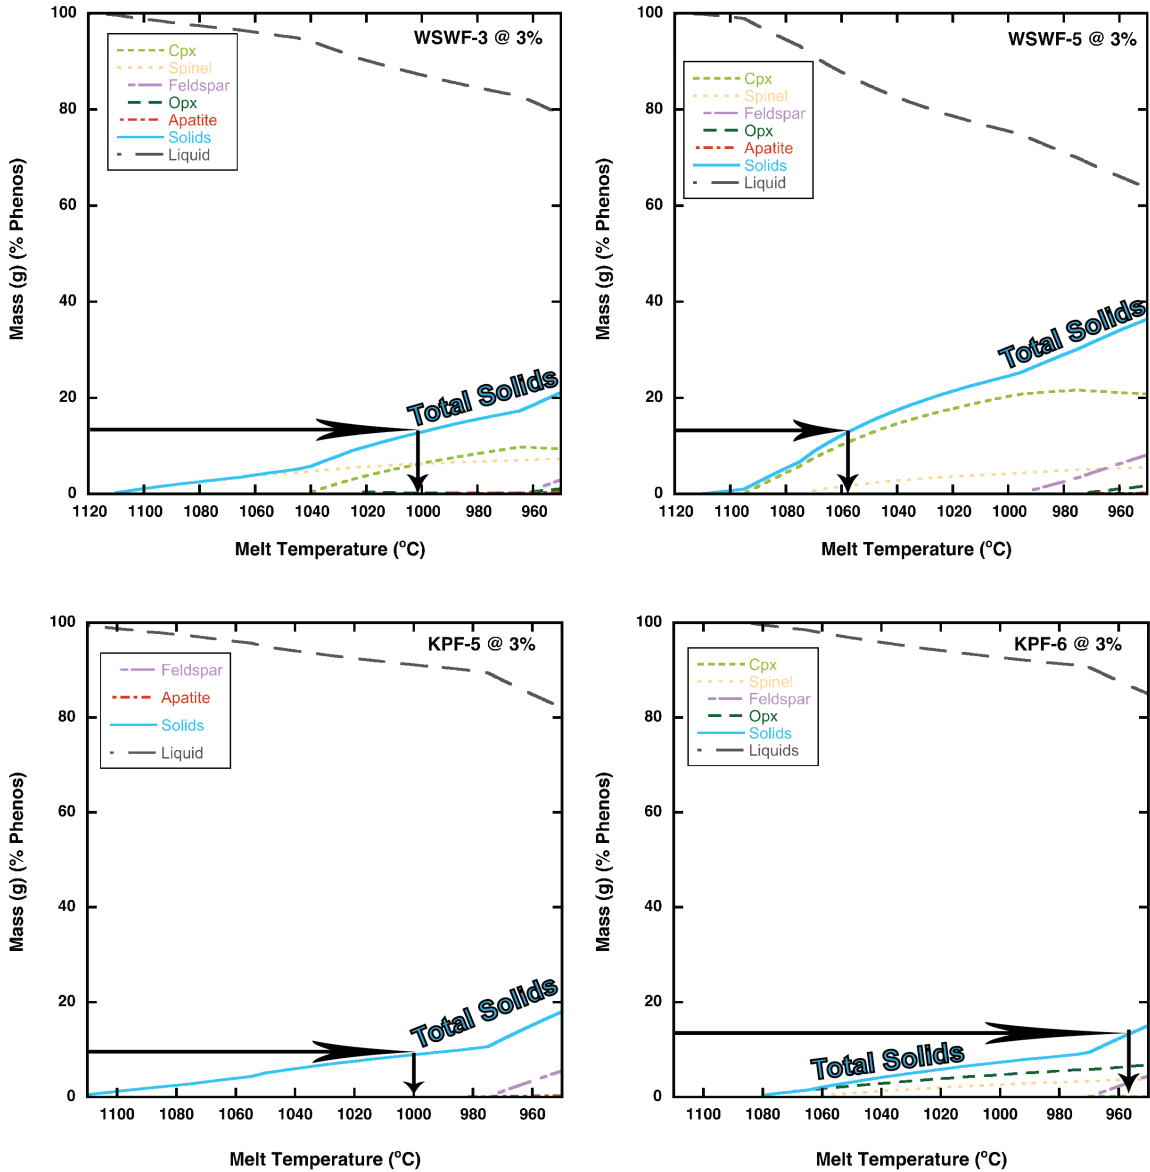 WSWF-3 @ 3%
Cpx
Spinel
Feldspar
Opx
Apatite
Solids
Liquid
Total Solids
Mass (g) (% Phenos)
100
80
60
40
20
0
1120 1100 1080 1060 1040 1020 1000 980 960
Melt Temperature (oC)
WSWF-5 @ 3%
Cpx
Spinel
Feldspar
Opx
Apatite
Solids
Liquid
Total Solids
Mass (g) (% Phenos)
100
80
60
40
20
0
1120 1100 1080 1060 1040 1020 1000 980 960
Melt Temperature (oC)
KPF-5 @ 3%
Feldspar
Apatite
Solids
Liquid
Total Solids
Mass (g) (% Phenos)
100
80
60
40
20
0
1100 1080 1060 1040 1020 1000 980 960
Melt Temperature (oC)
KPF-6 @ 3%
Cpx
Spinel
Feldspar
Opx
Solids
Liquids
Total Solids
Mass (g) (% Phenos)
100
80
60
40
20
0
1100 1080 1060 1040 1020 1000 980 960
Melt Temperature (oC)